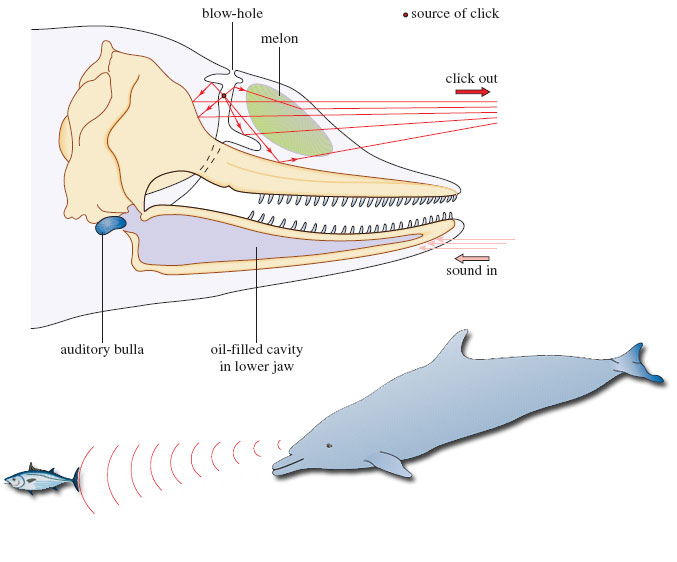 blow-hole
source of click
melon
click out
sound in
auditory bulla
oil-filled cavity
in lower jaw